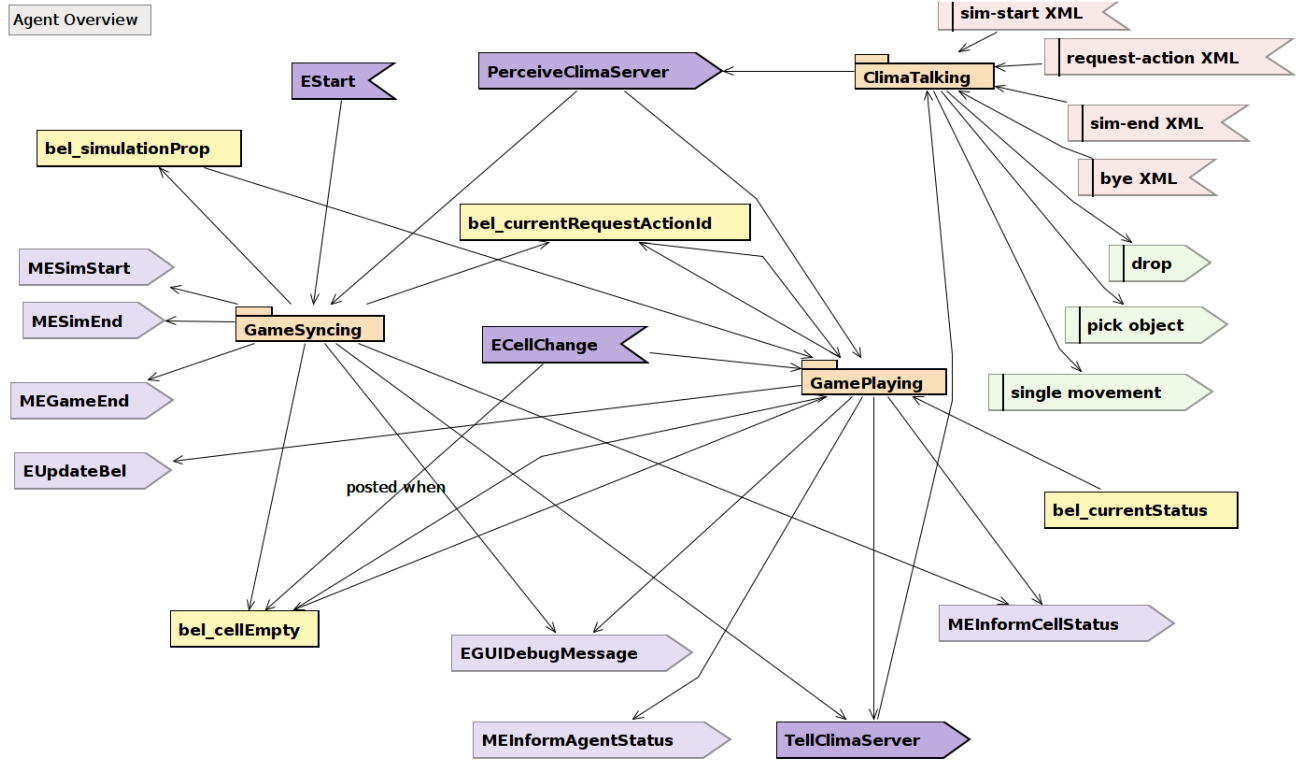 Agent Overview
sim-start XML
EStart
PerceiveClimaServer
ClimaTalking
request-action XML
sim-end XML
bel_simulationProp
bye XML
bel_currentRequestActionId
MESimStart
drop
MESimEnd
GameSyncing
ECellChange
pick object
GamePlaying
MEGameEnd
single movement
EUpdateBel
posted when
bel_currentStatus
bel_cellEmpty
EGUIDebugMessage
MEInformCellStatus
MEInformAgentStatus
TellClimaServer